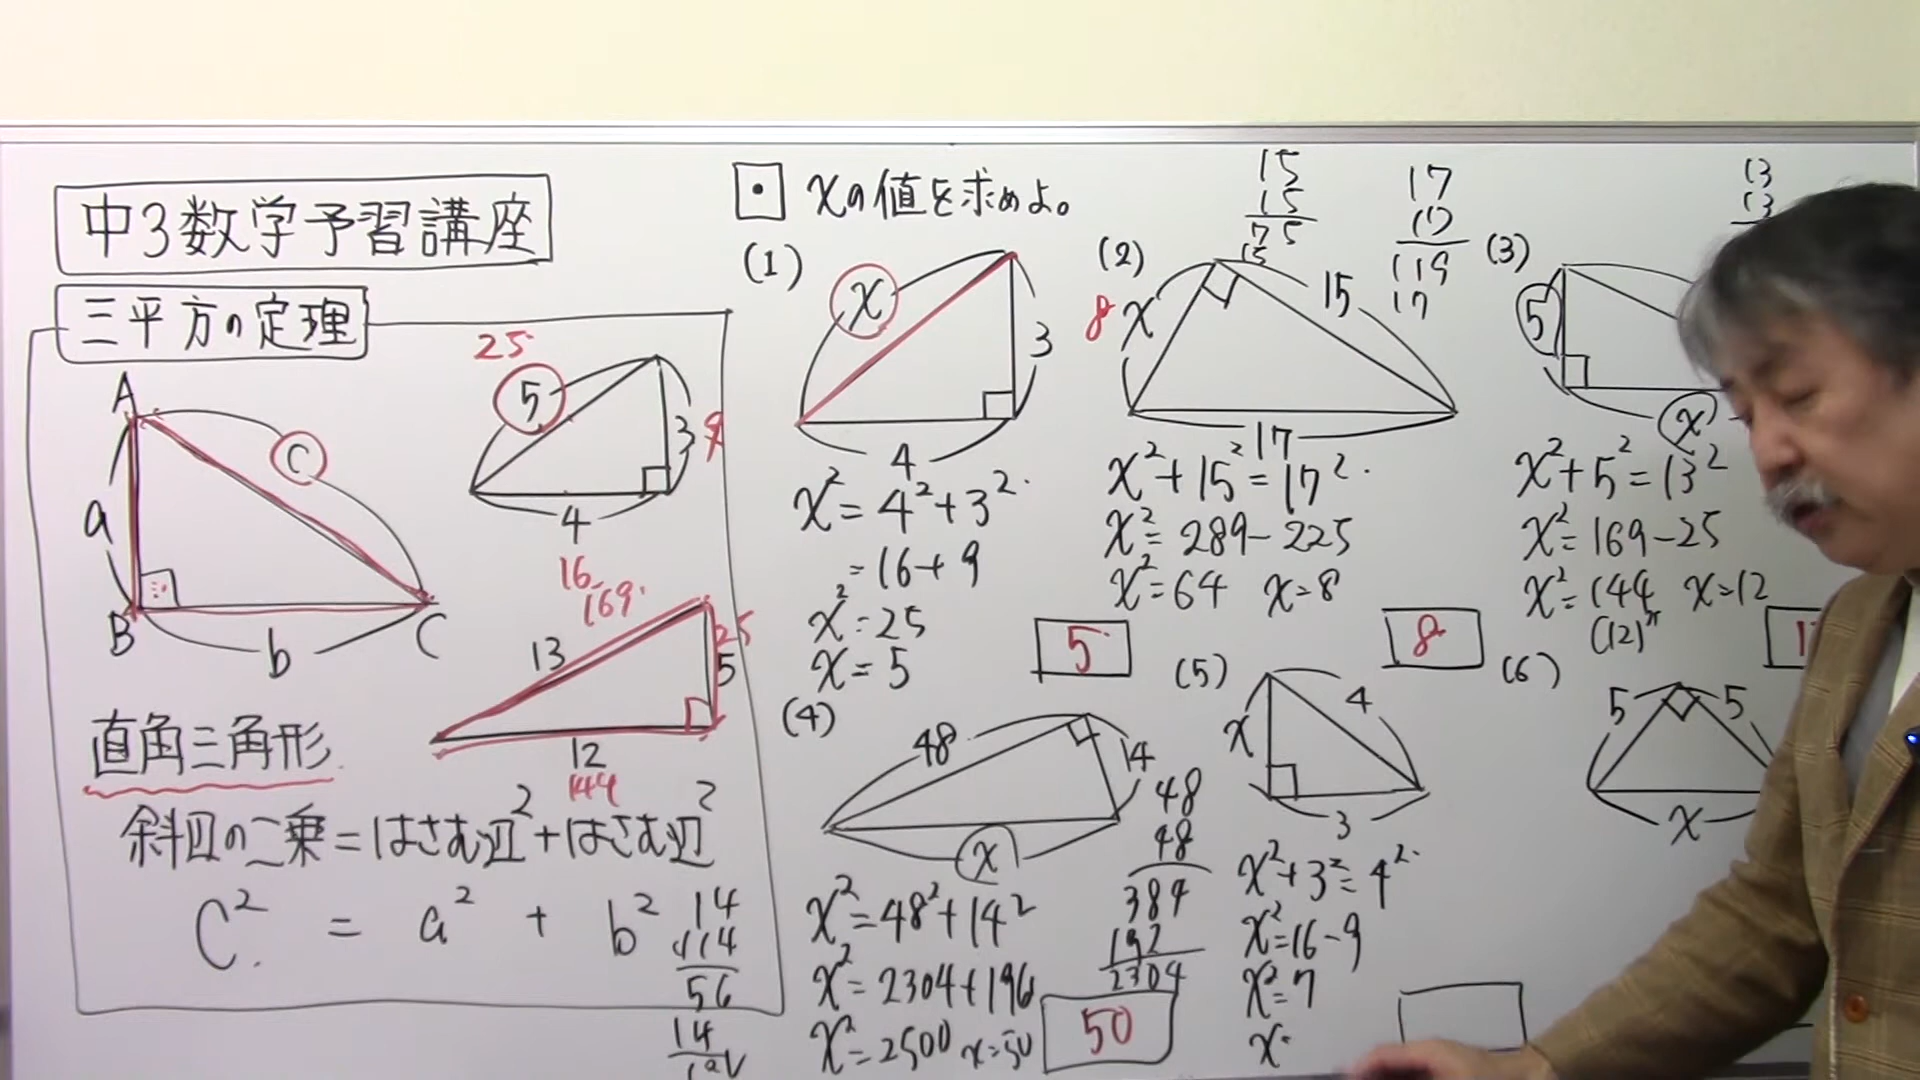 中3数学予習講座
三平方の定理
A
a
B
b
C
c
25
5
3
9
4
16
169
13
25
5
12
144
直角三角形
斜辺の二乗=はさむ辺²+はさむ辺²
C² = a² + b²
14
14
56
14
• xの値を求めよ。
(1)
x
3
4
x²=4²+3²
=16+9
x²=25
x=5
5
(2)
15
15
75
15
17
17
119
17
8
x
15
17
x²+15²=17²
x²=289-225
x²=64 x=8
8
(3)
13
13
5
x
x²+5²=13²
x²=169-25
x²=144 x=12
(12)²
(4)
48
14
x
48
48
384
192
2304
x²=48²+14²
x²=2304+196
x²=2500 x=50
50
(5)
x
4
3
x²+3²=4²
x²=16-9
x²=7
x=
(6)
5
5
x